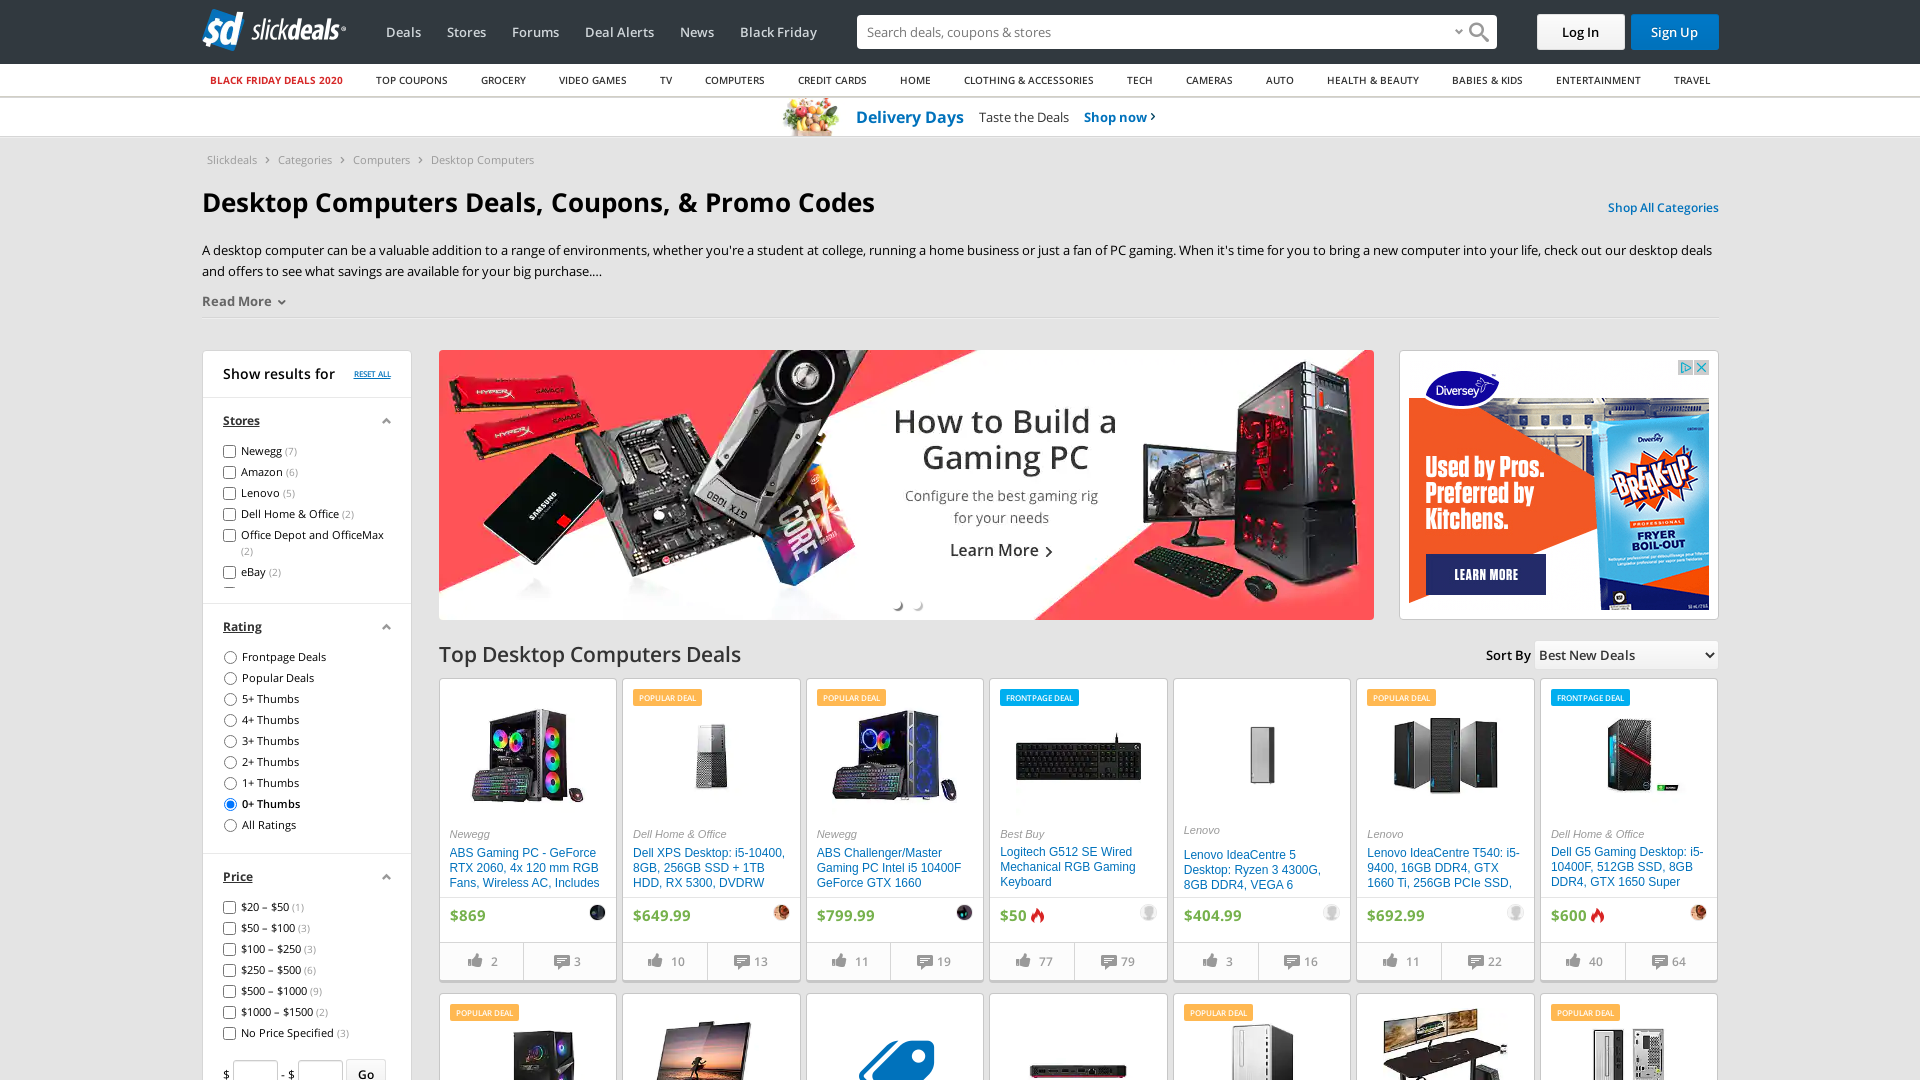 sd slickdeals
Deals
Stores
Forums
Deal Alerts
News
Black Friday
Search deals, coupons & stores
Log In
Sign Up
BLACK FRIDAY DEALS 2020
TOP COUPONS
GROCERY
VIDEO GAMES
TV
COMPUTERS
CREDIT CARDS
HOME
CLOTHING & ACCESSORIES
TECH
CAMERAS
AUTO
HEALTH & BEAUTY
BABIES & KIDS
ENTERTAINMENT
TRAVEL
Delivery Days Taste the Deals Shop now ›
Slickdeals › Categories › Computers › Desktop Computers
Desktop Computers Deals, Coupons, & Promo Codes
Shop All Categories
A desktop computer can be a valuable addition to a range of environments, whether you're a student at college, running a home business or just a fan of PC gaming. When it's time for you to bring a new computer into your life, check out our desktop deals
and offers to see what savings are available for your big purchase....
Read More
Show results for
RESET ALL
Stores
Newegg (7)
Amazon (6)
Lenovo (5)
Dell Home & Office (2)
Office Depot and OfficeMax
(2)
eBay (2)
Rating
Frontpage Deals
Popular Deals
5+ Thumbs
4+ Thumbs
3+ Thumbs
2+ Thumbs
1+ Thumbs
0+ Thumbs
All Ratings
Price
$20 – $50 (1)
$50 – $100 (3)
$100 – $250 (3)
$250 – $500 (6)
$500 – $1000 (9)
$1000 – $1500 (2)
No Price Specified (3)
$ - $ Go
HYPERX SAVAGE
HYPERX SAVAGE
SAMSUNG
GTX 1080
CORE i7
How to Build a
Gaming PC
Configure the best gaming rig
for your needs
Learn More ›
Diversey
Used by Pros.
Preferred by
Kitchens.
LEARN MORE
Diversey
BREAK-UP
PROFESSIONAL
FRYER
BOIL-OUT
Top Desktop Computers Deals
Sort By Best New Deals
Newegg
ABS Gaming PC - GeForce
RTX 2060, 4x 120 mm RGB
Fans, Wireless AC, Includes
$869
2
3
POPULAR DEAL
Dell Home & Office
Dell XPS Desktop: i5-10400,
8GB, 256GB SSD + 1TB
HDD, RX 5300, DVDRW
$649.99
10
13
POPULAR DEAL
Newegg
ABS Challenger/Master
Gaming PC Intel i5 10400F
GeForce GTX 1660
$799.99
11
19
FRONTPAGE DEAL
Best Buy
Logitech G512 SE Wired
Mechanical RGB Gaming
Keyboard
$50
77
79
Lenovo
Lenovo IdeaCentre 5
Desktop: Ryzen 3 4300G,
8GB DDR4, VEGA 6
$404.99
3
16
POPULAR DEAL
Lenovo
Lenovo IdeaCentre T540: i5-
9400, 16GB DDR4, GTX
1660 Ti, 256GB PCIe SSD,
$692.99
11
22
FRONTPAGE DEAL
Dell Home & Office
Dell G5 Gaming Desktop: i5-
10400F, 512GB SSD, 8GB
DDR4, GTX 1650 Super
$600
40
64
POPULAR DEAL
POPULAR DEAL
POPULAR DEAL